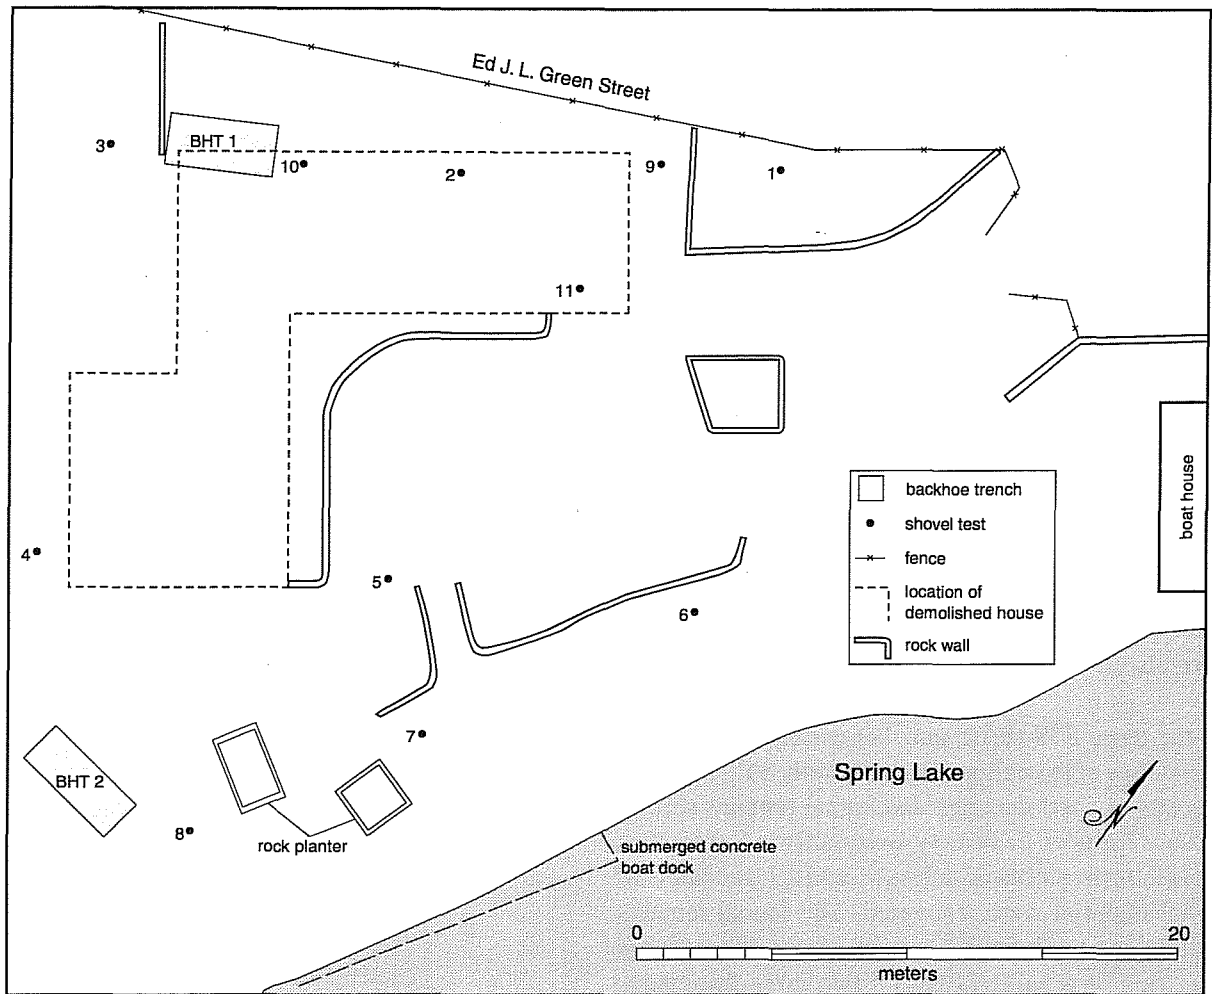 Ed J. L. Green Street
3
BHT 1
10
2
9
1
11
backhoe trench
shovel test
fence
location of
demolished house
rock wall
boat house
4
5
6
7
BHT 2
8
rock planter
Spring Lake
N
submerged concrete
boat dock
0 20
meters